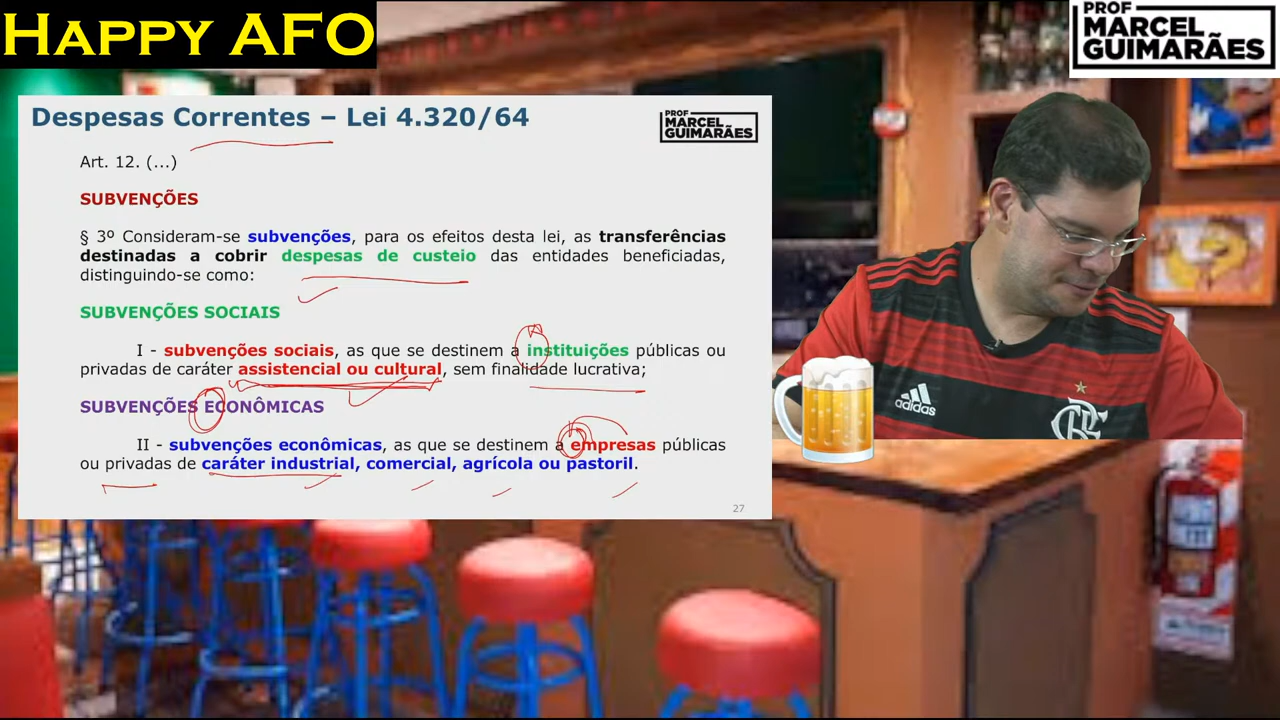 HAPPY AFO
PROF
MARCEL
GUIMARÃES
Despesas Correntes – Lei 4.320/64
PROF
MARCEL
GUIMARÃES
Art. 12. (...)
SUBVENÇÕES
§ 3º Consideram-se subvenções, para os efeitos desta lei, as transferências
destinadas a cobrir despesas de custeio das entidades beneficiadas,
distinguindo-se como:
SUBVENÇÕES SOCIAIS
I - subvenções sociais, as que se destinem a instituições públicas ou
privadas de caráter assistencial ou cultural, sem finalidade lucrativa;
SUBVENÇÕES ECONÔMICAS
II - subvenções econômicas, as que se destinem a empresas públicas
ou privadas de caráter industrial, comercial, agrícola ou pastoril.
27
adidas
CRF